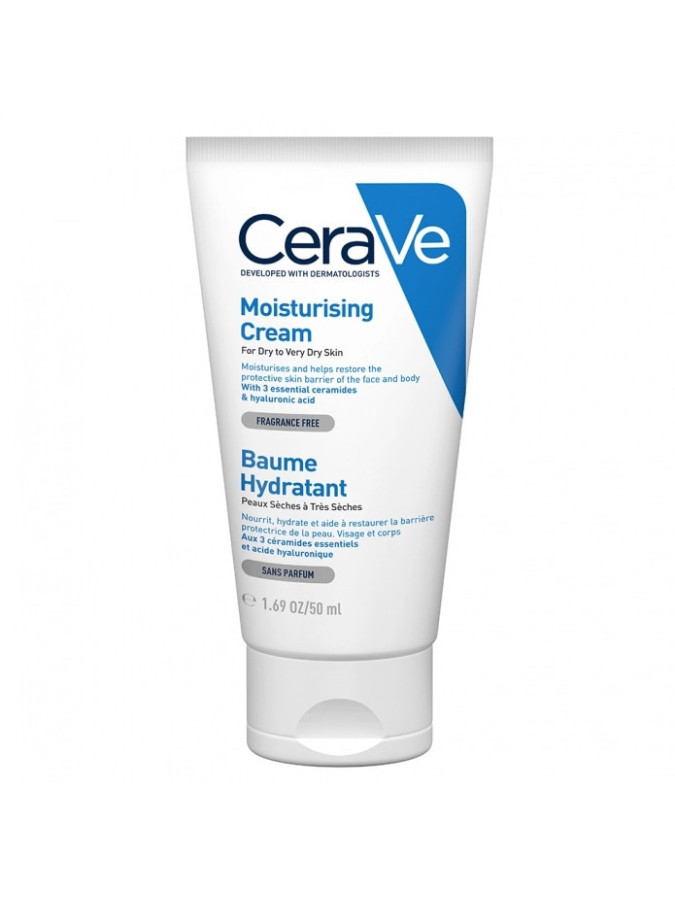 CeraVe
DEVELOPED WITH DERMATOLOGISTS
Moisturising
Cream
For Dry to Very Dry Skin
Moisturises and helps restore the
protective skin barrier of the face and body
With 3 essential ceramides
& hyaluronic acid
FRAGRANCE FREE
Baume
Hydratant
Peaux Sèches à Très Sèches
Nourrit, hydrate et aide à restaurer la barrière
protectrice de la peau. Visage et corps
Aux 3 céramides essentiels
et acide hyaluronique
SANS PARFUM
℮ 1.69 OZ/50 ml